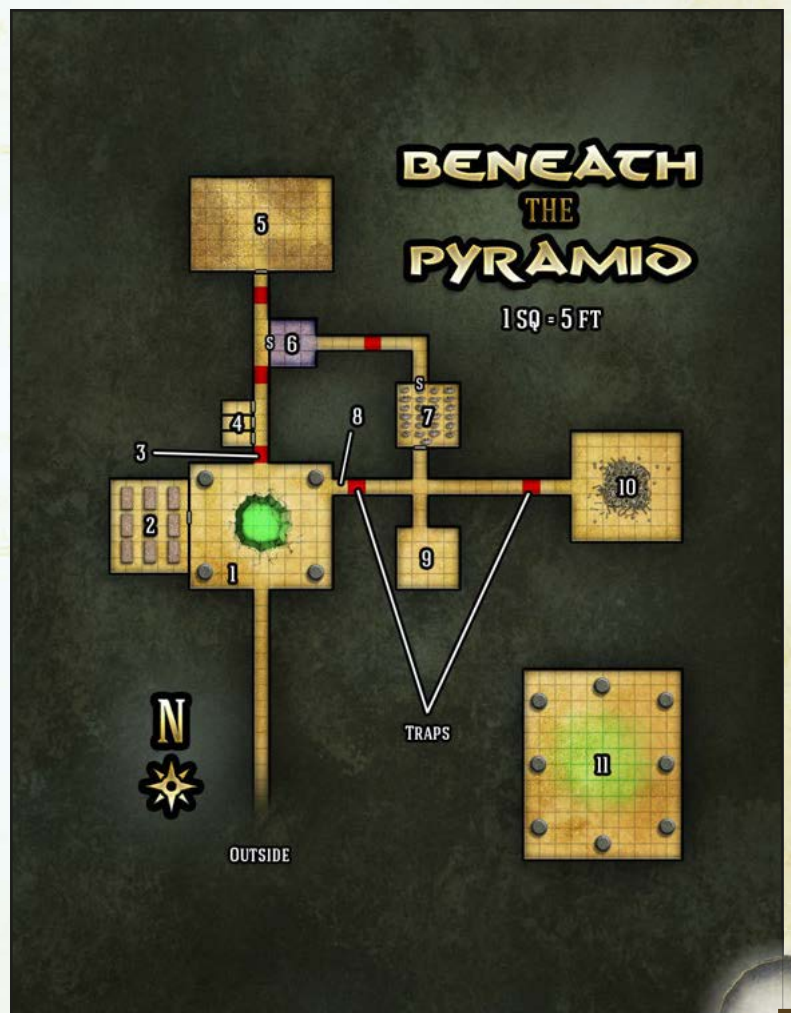 BENEATH
THE
PYRAMID
1 SQ = 5 FT
5
S 6
S
7
4
8
3
10
2
1
9
TRAPS
N
11
OUTSIDE